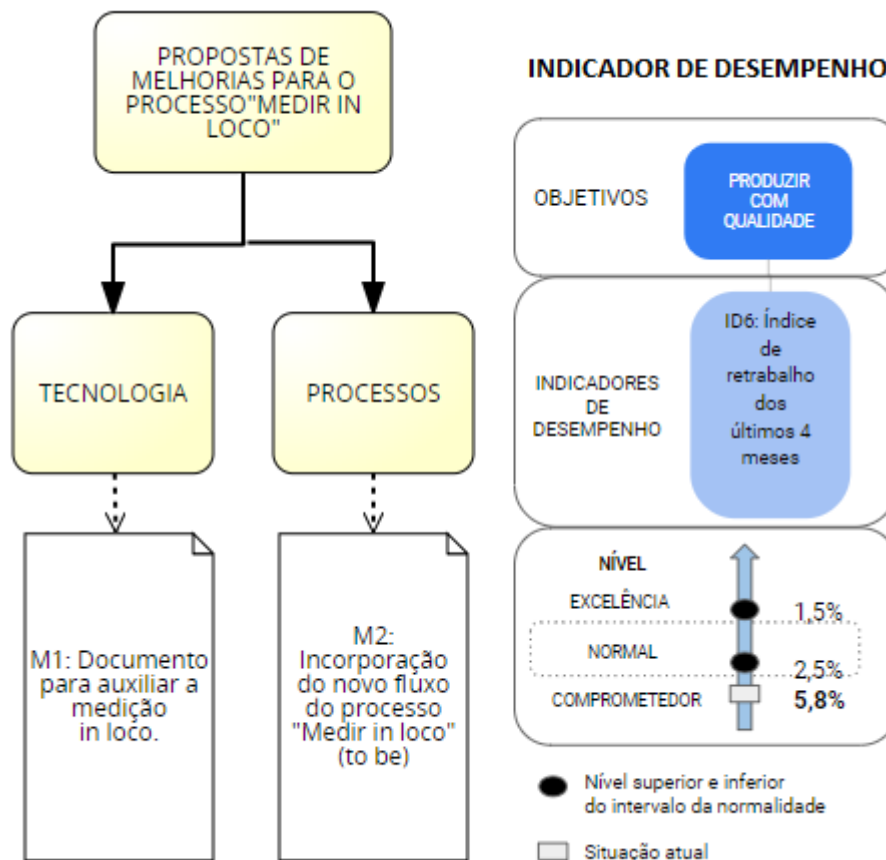 PROPOSTAS DE
MELHORIAS PARA O
PROCESSO"MEDIR IN
LOCO"
TECNOLOGIA
PROCESSOS
M1: Documento
para auxiliar a
medição
in loco.
M2:
Incorporação
do novo fluxo
do processo
"Medir in loco"
(to be)
INDICADOR DE DESEMPENHO
OBJETIVOS
PRODUZIR
COM
QUALIDADE
INDICADORES
DE
DESEMPENHO
ID6: Índice
de
retrabalho
dos
últimos 4
meses
NÍVEL
EXCELÊNCIA
1,5%
NORMAL
2,5%
COMPROMETEDOR
5,8%
Nível superior e inferior
do intervalo da normalidade
Situação atual